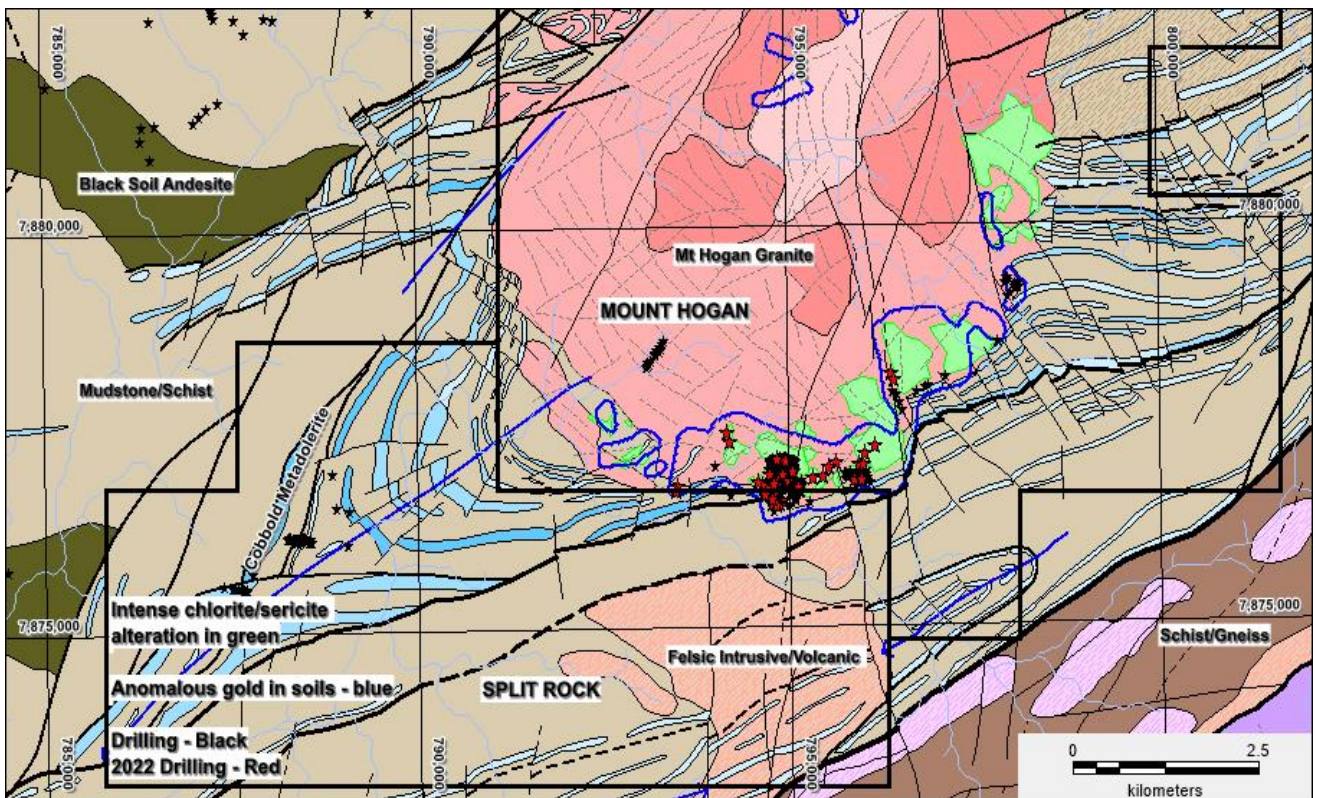 785,000
790,000
795,000
800,000
Black Soil Andesite
7,880,000
7,880,000
Mt Hogan Granite
MOUNT HOGAN
Mudstone/Schist
Cobbold Metadolerite
Intense chlorite/sericite
alteration in green
7,875,000
7,875,000
Schist/Gneiss
Felsic Intrusive/Volcanic
Anomalous gold in soils - blue
SPLIT ROCK
Drilling - Black
2022 Drilling - Red
785,000
790,000
795,000
0 2.5
kilometers